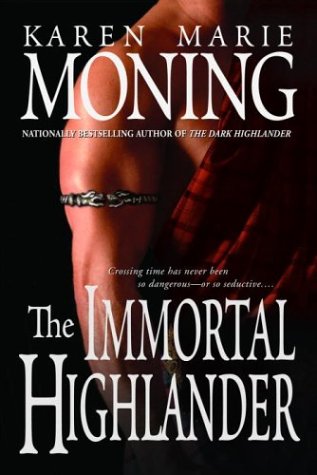 KAREN MARIE
MONING
NATIONALLY BESTSELLING AUTHOR OF THE DARK HIGHLANDER
Crossing time has never been
so dangerous—or so seductive....
The IMMORTAL
HIGHLANDER